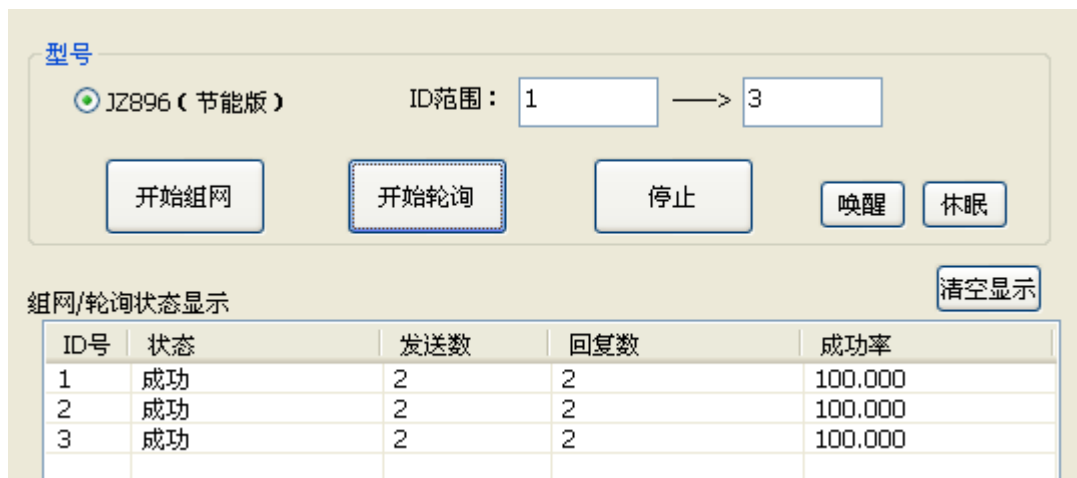 型号
JZ896（节能版） ID范围： 1 ——> 3
开始组网 开始轮询 停止 唤醒 休眠
清空显示
组网/轮询状态显示
ID号 状态 发送数 回复数 成功率
1 成功 2 2 100.000
2 成功 2 2 100.000
3 成功 2 2 100.000